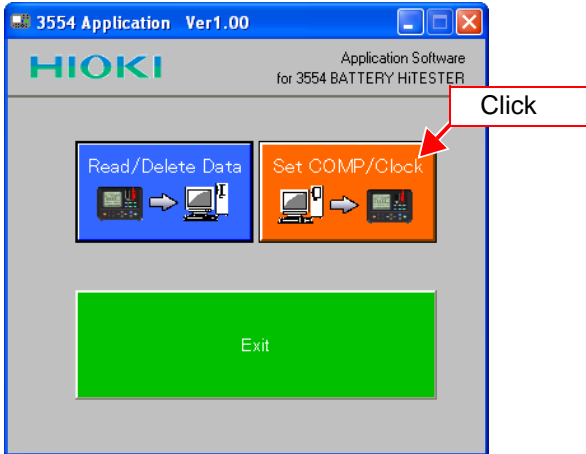 3554 Application Ver1.00
HIOKI
Application Software
for 3554 BATTERY HiTESTER
Click
Read/Delete Data
Set COMP/Clock
Exit